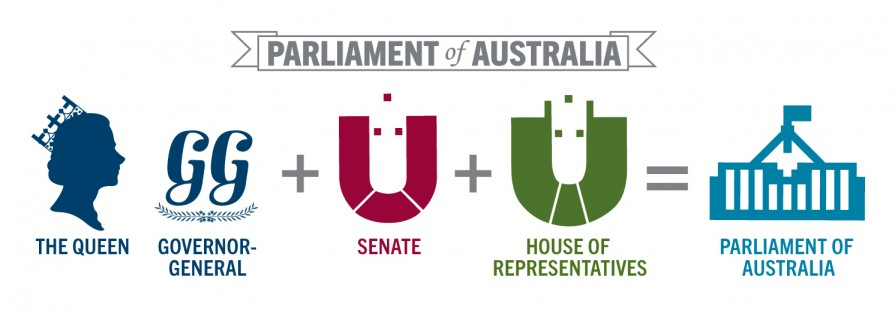 PARLIAMENT of AUSTRALIA
GG
+
+
=
THE QUEEN
GOVERNOR-
GENERAL
SENATE
HOUSE OF
REPRESENTATIVES
PARLIAMENT OF
AUSTRALIA